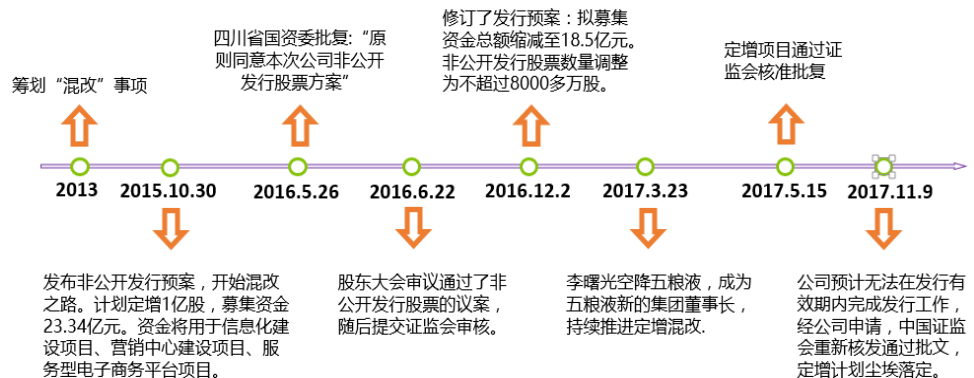 筹划“混改”事项
四川省国资委批复:“原
则同意本次公司非公开
发行股票方案”
修订了发行预案：拟募集
资金总额缩减至18.5亿元。
非公开发行股票数量调整
为不超过8000多万股。
定增项目通过证
监会核准批复
2013
2015.10.30
2016.5.26
2016.6.22
2016.12.2
2017.3.23
2017.5.15
2017.11.9
发布非公开发行预案，开始混改
之路。计划定增1亿股，募集资金
23.34亿元。资金将用于信息化建
设项目、营销中心建设项目、服
务型电子商务平台项目。
股东大会审议通过了非
公开发行股票的议案，
随后提交证监会审核。
李曙光空降五粮液，成为
五粮液新的集团董事长，
持续推进定增混改.
公司预计无法在发行有
效期内完成发行工作，
经公司申请，中国证监
会重新核发通过批文，
定增计划尘埃落定。